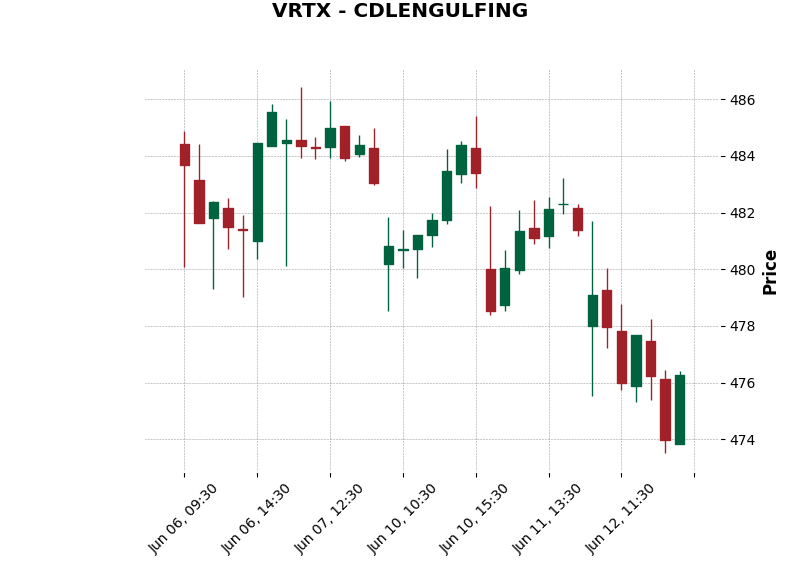 VRTX - CDLENGULFING
486
484
482
480
478
476
474
Price
Jun 06, 09:30
Jun 06, 14:30
Jun 07, 12:30
Jun 10, 10:30
Jun 10, 15:30
Jun 11, 13:30
Jun 12, 11:30